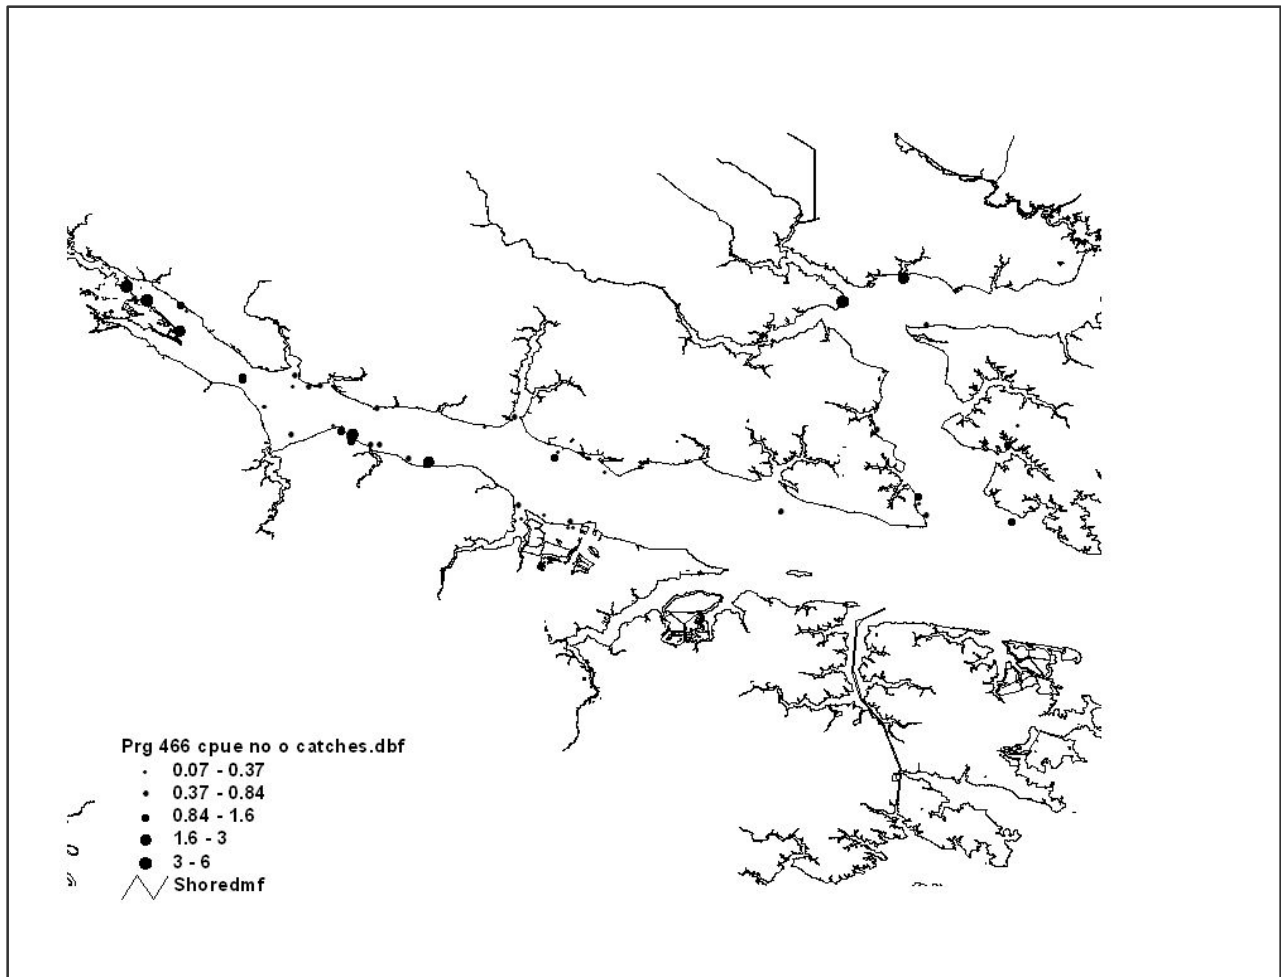 Prg 466 cpue no o catches.dbf
0.07 - 0.37
0.37 - 0.84
0.84 - 1.6
1.6 - 3
3 - 6
Shoredmf